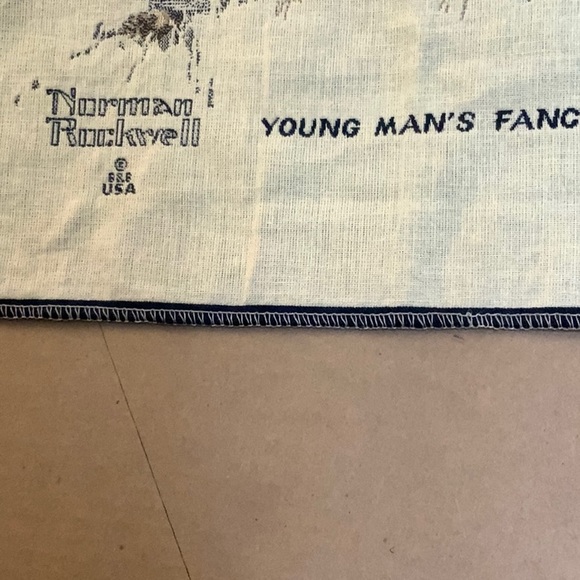 Norman
Rockwell
©
B&B
USA
YOUNG MAN'S FANC